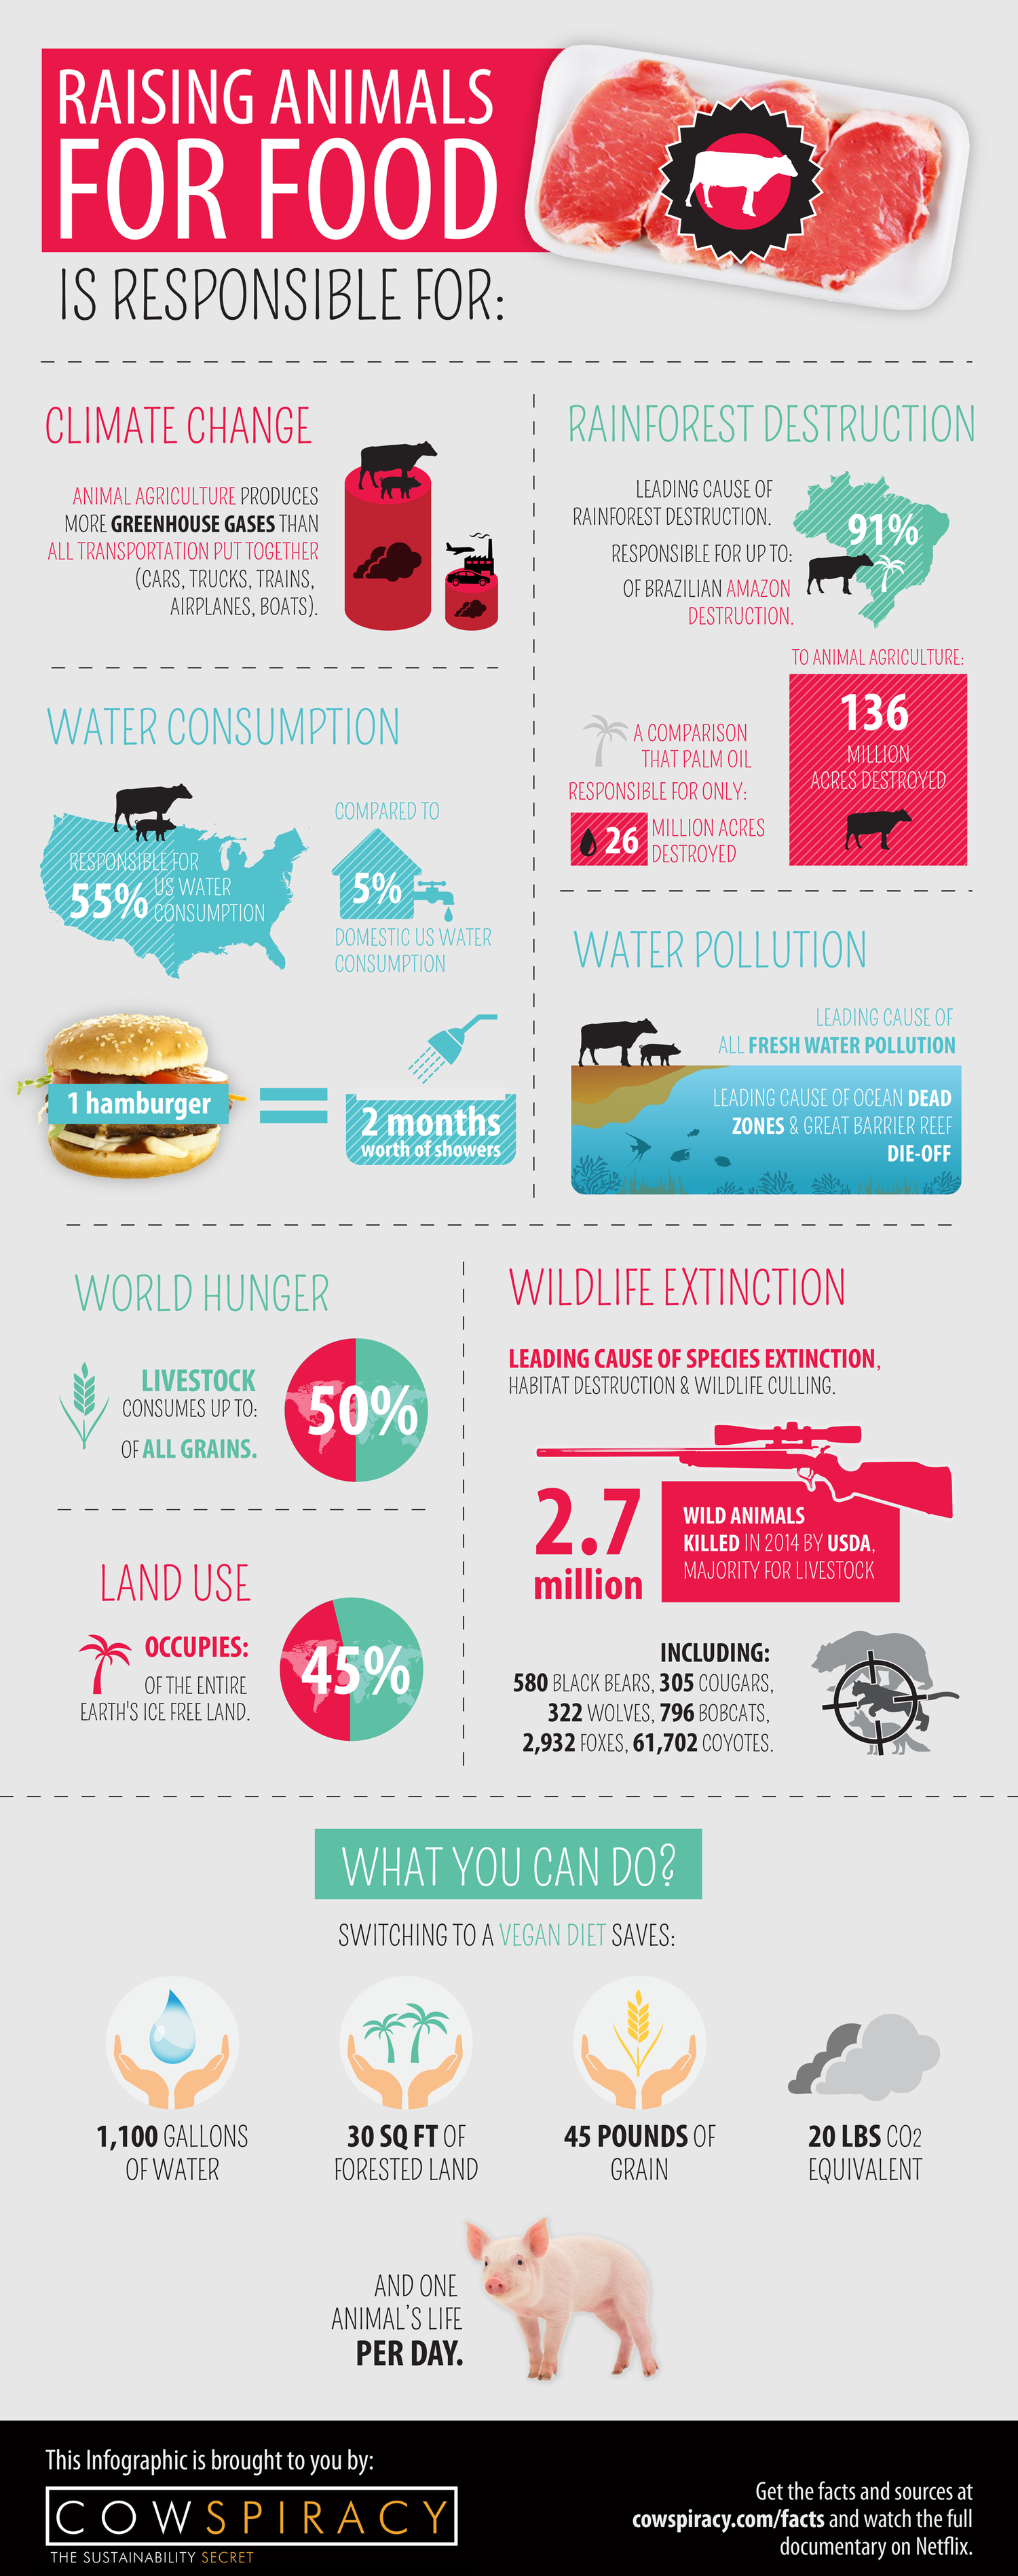 RAISING ANIMALS
FOR FOOD
IS RESPONSIBLE FOR:
CLIMATE CHANGE
ANIMAL AGRICULTURE PRODUCES
MORE GREENHOUSE GASES THAN
ALL TRANSPORTATION PUT TOGETHER
(CARS, TRUCKS, TRAINS,
AIRPLANES, BOATS).
RAINFOREST DESTRUCTION
LEADING CAUSE OF
RAINFOREST DESTRUCTION.
RESPONSIBLE FOR UP TO:
91%
OF BRAZILIAN AMAZON
DESTRUCTION.
TO ANIMAL AGRICULTURE:
136
MILLION
ACRES DESTROYED
A COMPARISON
THAT PALM OIL
RESPONSIBLE FOR ONLY:
26 MILLION ACRES
DESTROYED
WATER CONSUMPTION
RESPONSIBLE FOR
55% US WATER
CONSUMPTION
COMPARED TO
5%
DOMESTIC US WATER
CONSUMPTION
1 hamburger
2 months
worth of showers
WATER POLLUTION
LEADING CAUSE OF
ALL FRESH WATER POLLUTION
LEADING CAUSE OF OCEAN DEAD
ZONES & GREAT BARRIER REEF
DIE-OFF
WORLD HUNGER
LIVESTOCK
CONSUMES UP TO:
50%
OF ALL GRAINS.
LAND USE
OCCUPIES:
45%
OF THE ENTIRE
EARTH'S ICE FREE LAND.
WILDLIFE EXTINCTION
LEADING CAUSE OF SPECIES EXTINCTION,
HABITAT DESTRUCTION & WILDLIFE CULLING.
2.7
million
WILD ANIMALS
KILLED IN 2014 BY USDA,
MAJORITY FOR LIVESTOCK
INCLUDING:
580 BLACK BEARS, 305 COUGARS,
322 WOLVES, 796 BOBCATS,
2,932 FOXES, 61,702 COYOTES.
WHAT YOU CAN DO?
SWITCHING TO A VEGAN DIET SAVES:
1,100 GALLONS
OF WATER
30 SQ FT OF
FORESTED LAND
45 POUNDS OF
GRAIN
20 LBS CO2
EQUIVALENT
AND ONE
ANIMAL'S LIFE
PER DAY.
This Infographic is brought to you by:
COWSPIRACY
THE SUSTAINABILITY SECRET
Get the facts and sources at
cowspiracy.com/facts and watch the full
documentary on Netflix.